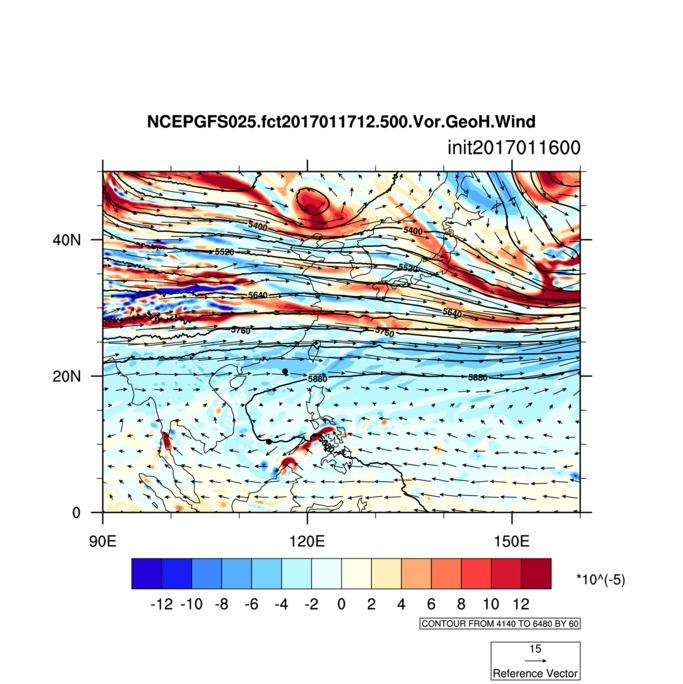 NCEPGFS025.fct2017011712.500.Vor.GeoH.Wind
init2017011600
40N
20N
0
5400
5400
5520
5520
5640
5640
5760
5760
5880
5880
90E 120E 150E
-12 -10 -8 -6 -4 -2 0 2 4 6 8 10 12
*10^(-5)
CONTOUR FROM 4140 TO 6480 BY 60
15
Reference Vector